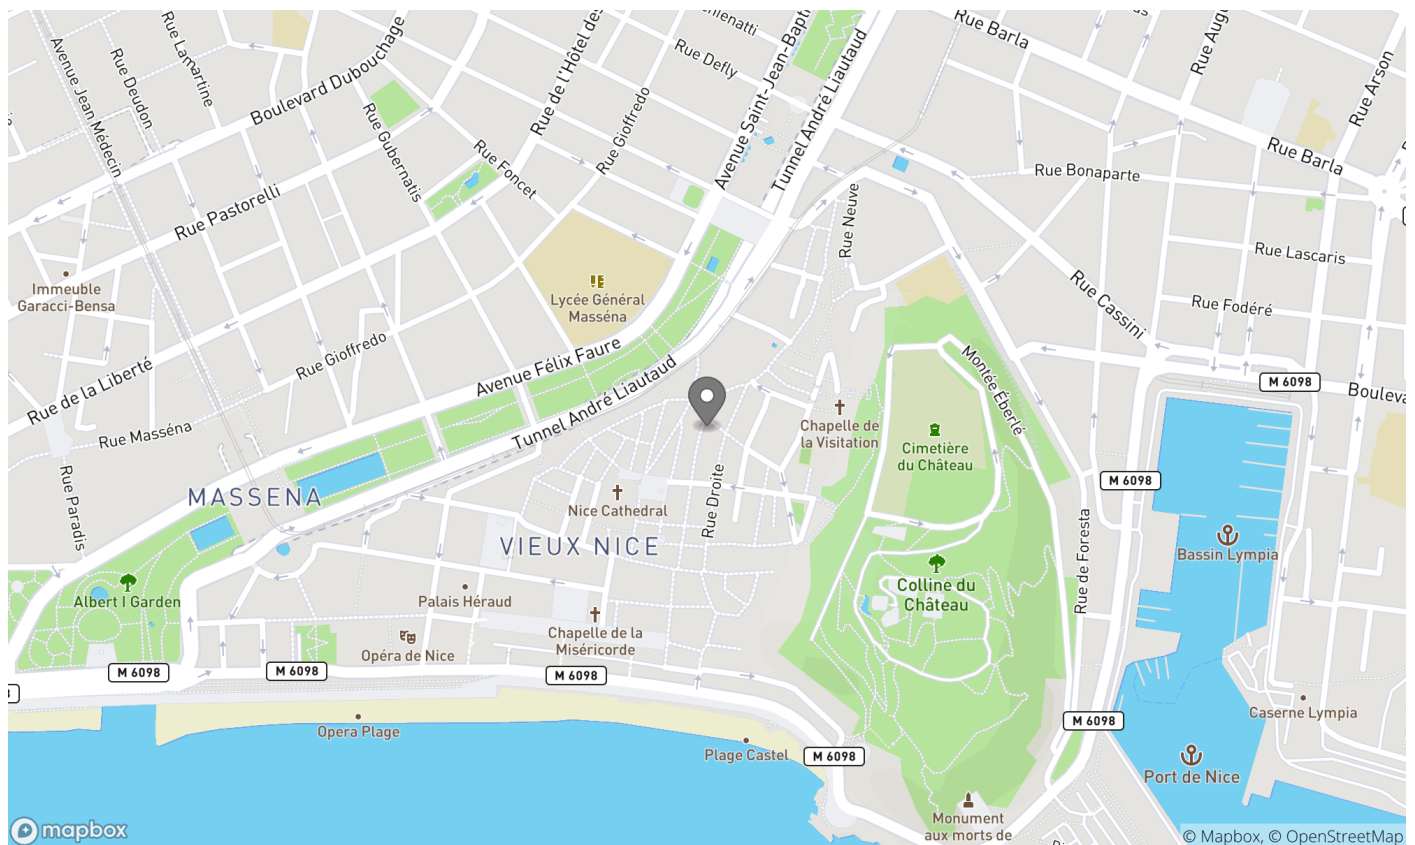 Rue Lamartine
Avenue Jean Médecin
Rue Deudon
Boulevard Dubouchage
Rue de l'Hôtel des
Rue Defly
Avenue Saint-Jean-Bapti
Tunnel André Liautaud
Rue Barla
Rue Aug
Rue Arson
Rue Barla
Rue Gubernatis
Rue Foncet
Rue Gioffredo
Rue Pastorelli
Rue Neuve
Rue Bonaparte
Rue Lascaris
Rue Fodéré
Rue Cassini
Immeuble
Garacci-Bensa
Lycée Général
Masséna
Rue Gioffredo
Avenue Félix Faure
Tunnel André Liautaud
Rue de la Liberté
Rue Masséna
Rue Paradis
Montée Éberlé
M 6098
Bouleva
Chapelle de
la Visitation
Cimetière
du Château
M 6098
MASSENA
Nice Cathedral
Rue Droite
VIEUX NICE
Bassin Lympia
Rue de Foresta
Albert I Garden
Palais Héraud
Colline du
Château
Chapelle de la
Miséricorde
Opéra de Nice
M 6098
M 6098
M 6098
Opera Plage
Plage Castel
M 6098
M 6098
Caserne Lympia
Port de Nice
Monument
aux morts de
mapbox
© Mapbox, © OpenStreetMap